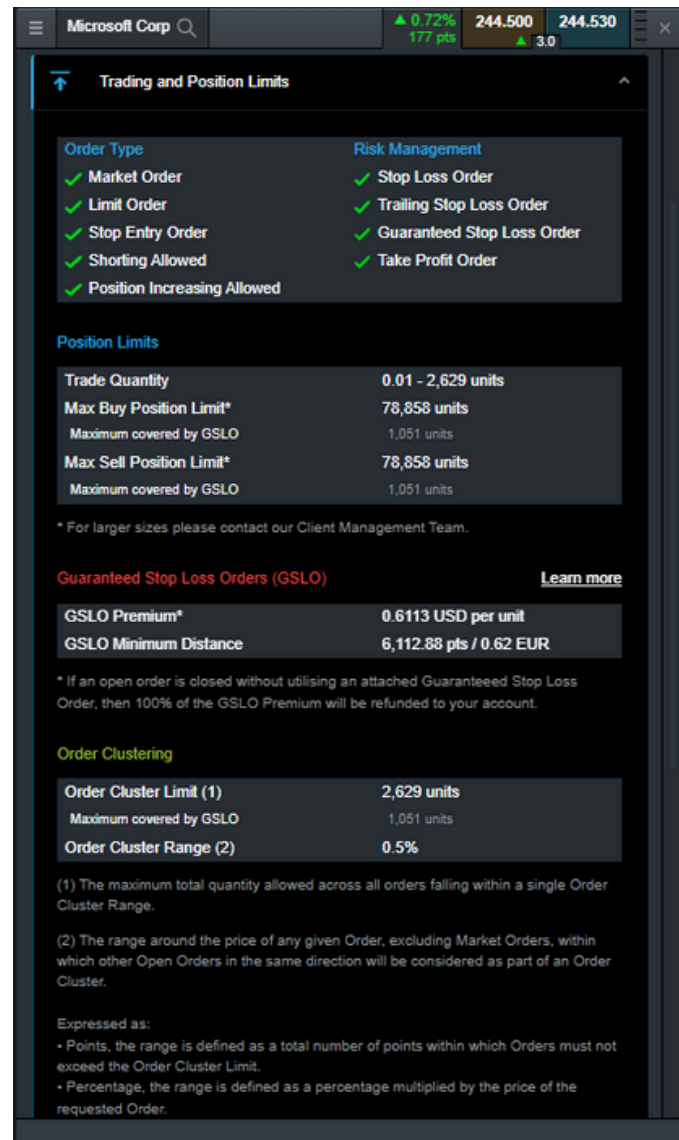 Microsoft Corp
▲ 0.72%
177 pts
244.500
244.530
▲ 3.0
Trading and Position Limits
Order Type
Risk Management
Market Order
Stop Loss Order
Limit Order
Trailing Stop Loss Order
Stop Entry Order
Guaranteed Stop Loss Order
Shorting Allowed
Take Profit Order
Position Increasing Allowed
Position Limits
Trade Quantity 0.01 - 2,629 units
Max Buy Position Limit* 78,858 units
Maximum covered by GSLO 1,051 units
Max Sell Position Limit* 78,858 units
Maximum covered by GSLO 1,051 units
* For larger sizes please contact our Client Management Team.
Guaranteed Stop Loss Orders (GSLO) Learn more
GSLO Premium* 0.6113 USD per unit
GSLO Minimum Distance 6,112.88 pts / 0.62 EUR
* If an open order is closed without utilising an attached Guaranteeed Stop Loss
Order, then 100% of the GSLO Premium will be refunded to your account.
Order Clustering
Order Cluster Limit (1) 2,629 units
Maximum covered by GSLO 1,051 units
Order Cluster Range (2) 0.5%
(1) The maximum total quantity allowed across all orders falling within a single Order
Cluster Range.
(2) The range around the price of any given Order, excluding Market Orders, within
which other Open Orders in the same direction will be considered as part of an Order
Cluster.
Expressed as:
• Points, the range is defined as a total number of points within which Orders must not
exceed the Order Cluster Limit.
• Percentage, the range is defined as a percentage multiplied by the price of the
requested Order.